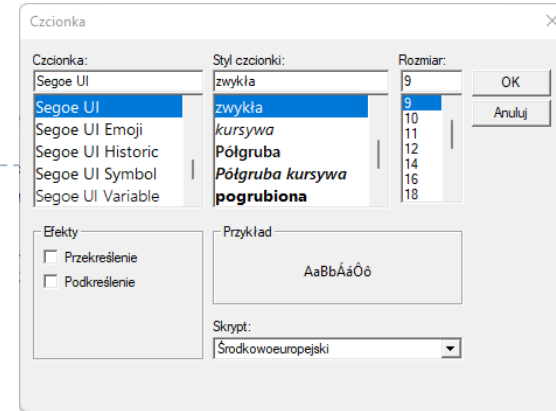 Czcionka
Czcionka:
Segoe UI
Segoe UI
Segoe UI Emoji
Segoe UI Historic
Segoe UI Symbol
Segoe UI Variable
Styl czcionki:
zwykła
zwykła
kursywa
Półgruba
Półgruba kursywa
pogrubiona
Rozmiar:
9
9
10
11
12
14
16
18
OK
Anuluj
Efekty
Przekreślenie
Podkreślenie
Przykład
AaBbÁáÔô
Skrypt:
Środkowoeuropejski